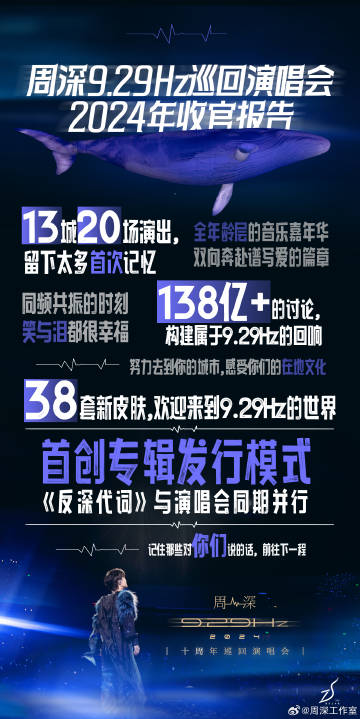 周深9.29Hz巡回演唱会
2024年收官报告
13城20场演出,
留下太多首次记忆
全年龄层的音乐嘉年华
双向奔赴谱写爱的篇章
同频共振的时刻
笑与泪都很幸福
138亿+的讨论,
构建属于9.29Hz的回响
努力去到你的城市,感受你们的在地文化
38套新皮肤,欢迎来到9.29Hz的世界
首创专辑发行模式
《反深代词》与演唱会同期并行
记住那些对你们说的话,前往下一程
周深
9.29Hz
十周年巡回演唱会
@周深工作室